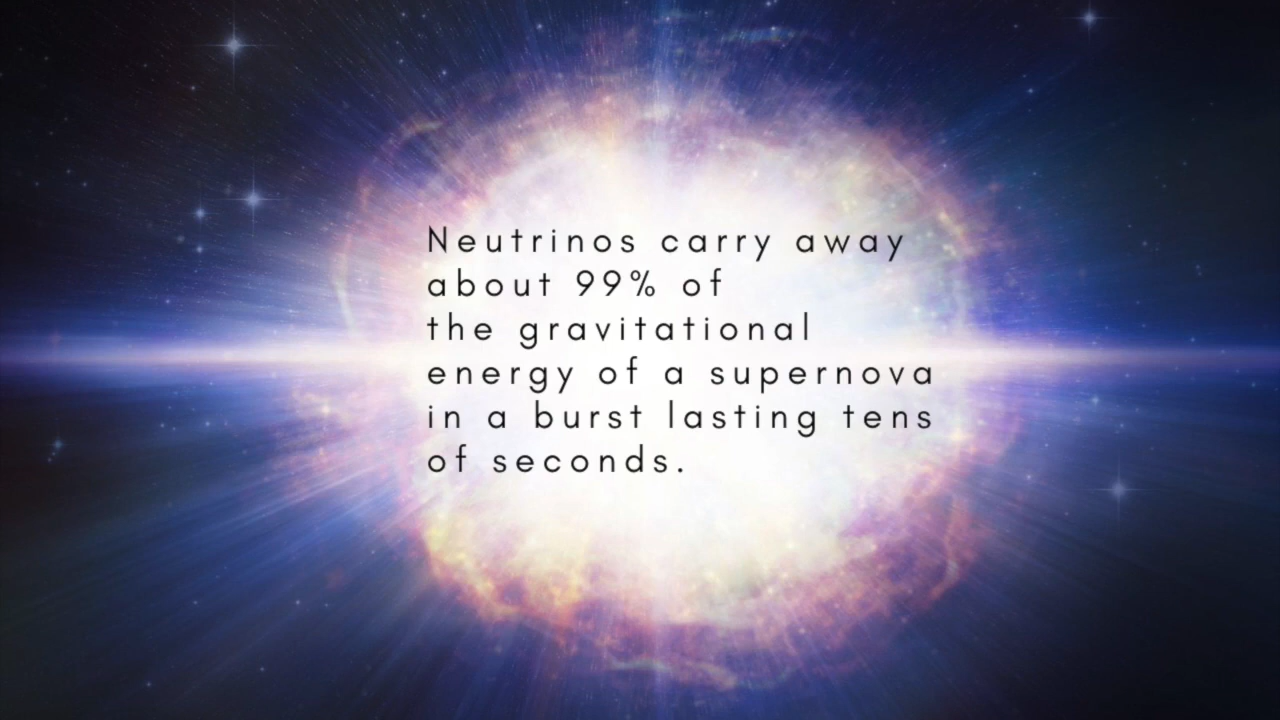 Neutrinos carry away
about 99% of
the gravitational
energy of a supernova
in a burst lasting tens
of seconds.